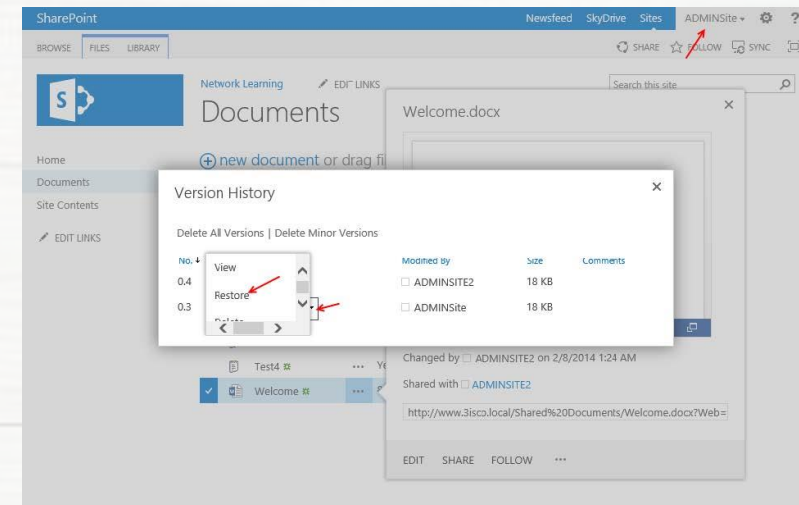 SharePoint Newsfeed SkyDrive Sites ADMINSite ?
BROWSE FILES LIBRARY SHARE FOLLOW SYNC
S
Network Learning EDIT LINKS Search this site
Documents
Welcome.docx
Home
new document or drag fi
Documents
Site Contents
EDIT LINKS
Version History
Delete All Versions | Delete Minor Versions
No. Modified By Size Comments
View
0.4 ADMINSITE2 18 KB
Restore
0.3 ADMINSite 18 KB
Delete
Changed by ADMINSITE2 on 2/8/2014 1:24 AM
Test4 ... Ye
Shared with ADMINSITE2
Welcome ...
http://www.3isco.local/Shared%20Documents/Welcome.docx?Web=
EDIT SHARE FOLLOW ...